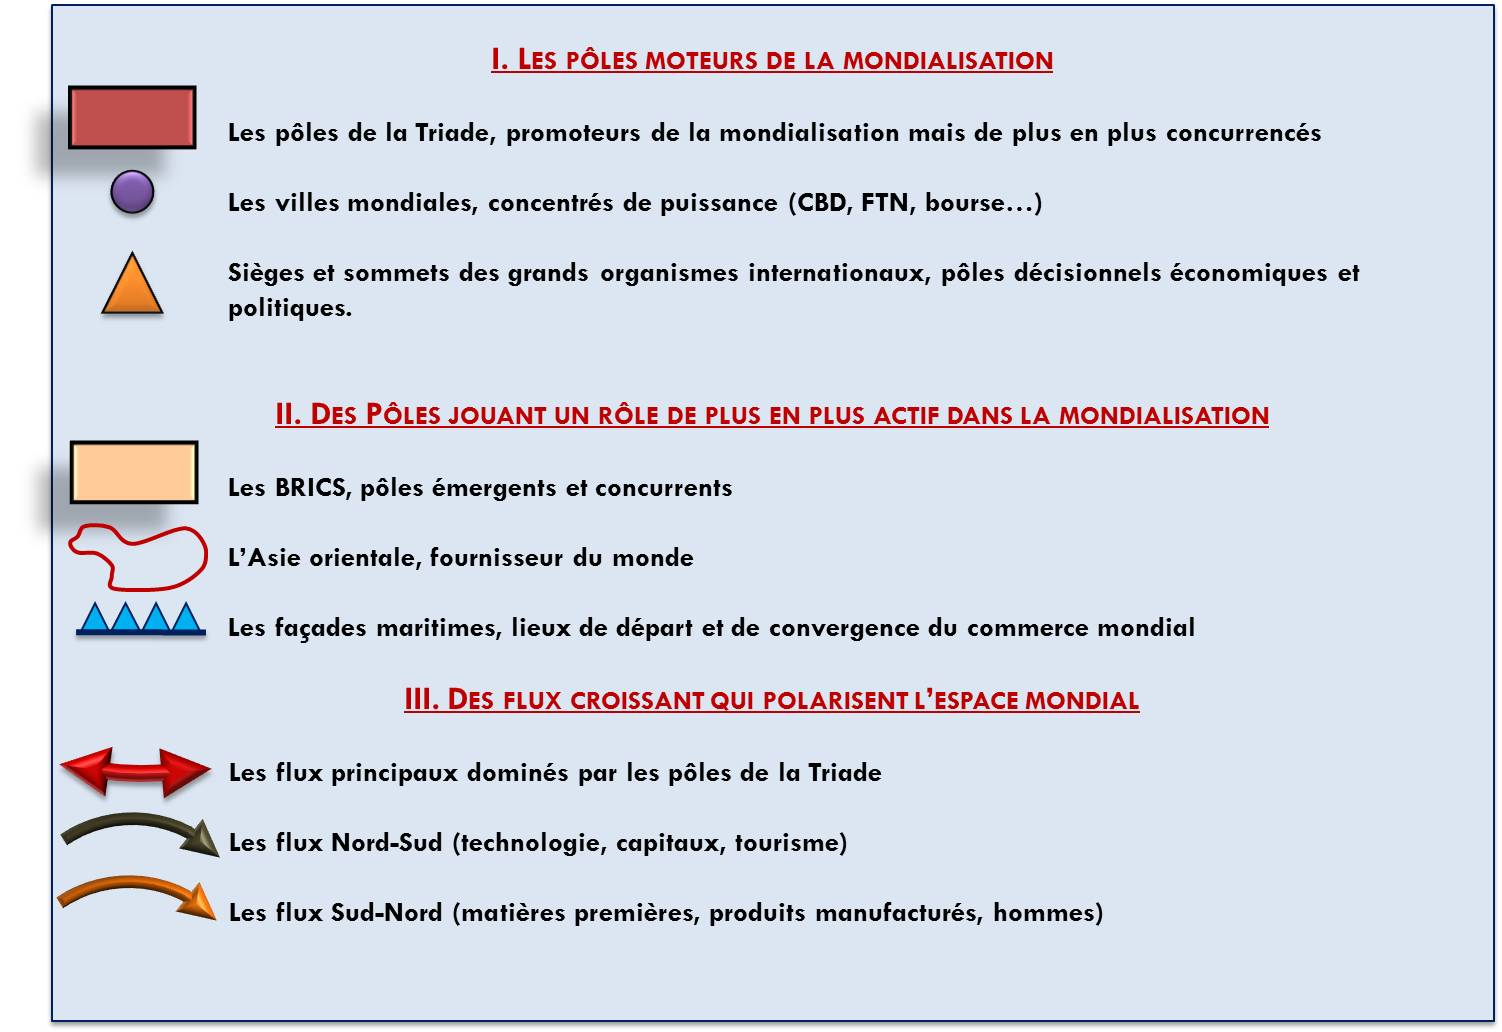 I. Les pôles moteurs de la mondialisation
Les pôles de la Triade, promoteurs de la mondialisation mais de plus en plus concurrencés
Les villes mondiales, concentrés de puissance (CBD, FTN, bourse…)
Sièges et sommets des grands organismes internationaux, pôles décisionnels économiques et
politiques.
II. Des Pôles jouant un rôle de plus en plus actif dans la mondialisation
Les BRICS, pôles émergents et concurrents
L’Asie orientale, fournisseur du monde
Les façades maritimes, lieux de départ et de convergence du commerce mondial
III. Des flux croissant qui polarisent l’espace mondial
Les flux principaux dominés par les pôles de la Triade
Les flux Nord-Sud (technologie, capitaux, tourisme)
Les flux Sud-Nord (matières premières, produits manufacturés, hommes)